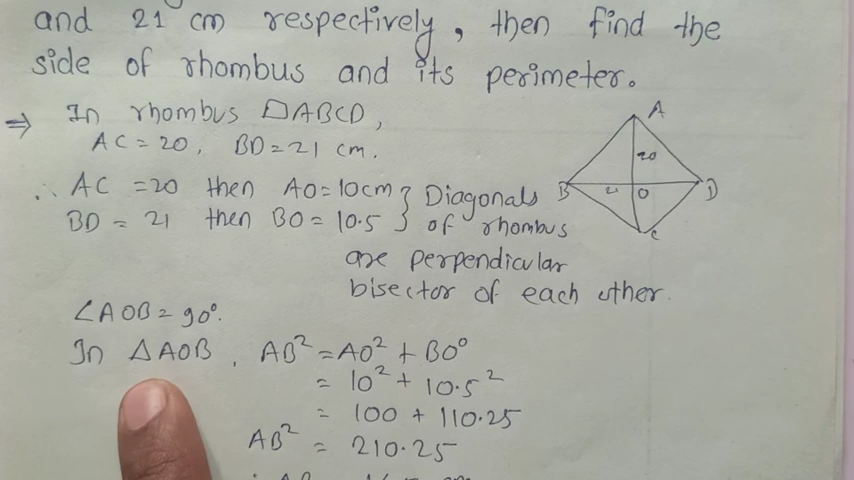 and 21 cm respectively, then find the
side of rhombus and its perimeter.
⇒ In rhombus □ABCD,
AC = 20, BD = 21 cm.
∴ AC = 20 then AO = 10cm } Diagonals
BD = 21 then BO = 10.5 } of rhombus
are perpendicular
bisector of each other.
∠AOB = 90°.
In △AOB, AB² = AO² + BO°
= 10² + 10.5²
= 100 + 110.25
AB² = 210.25
A
20
B
21
O
D
C